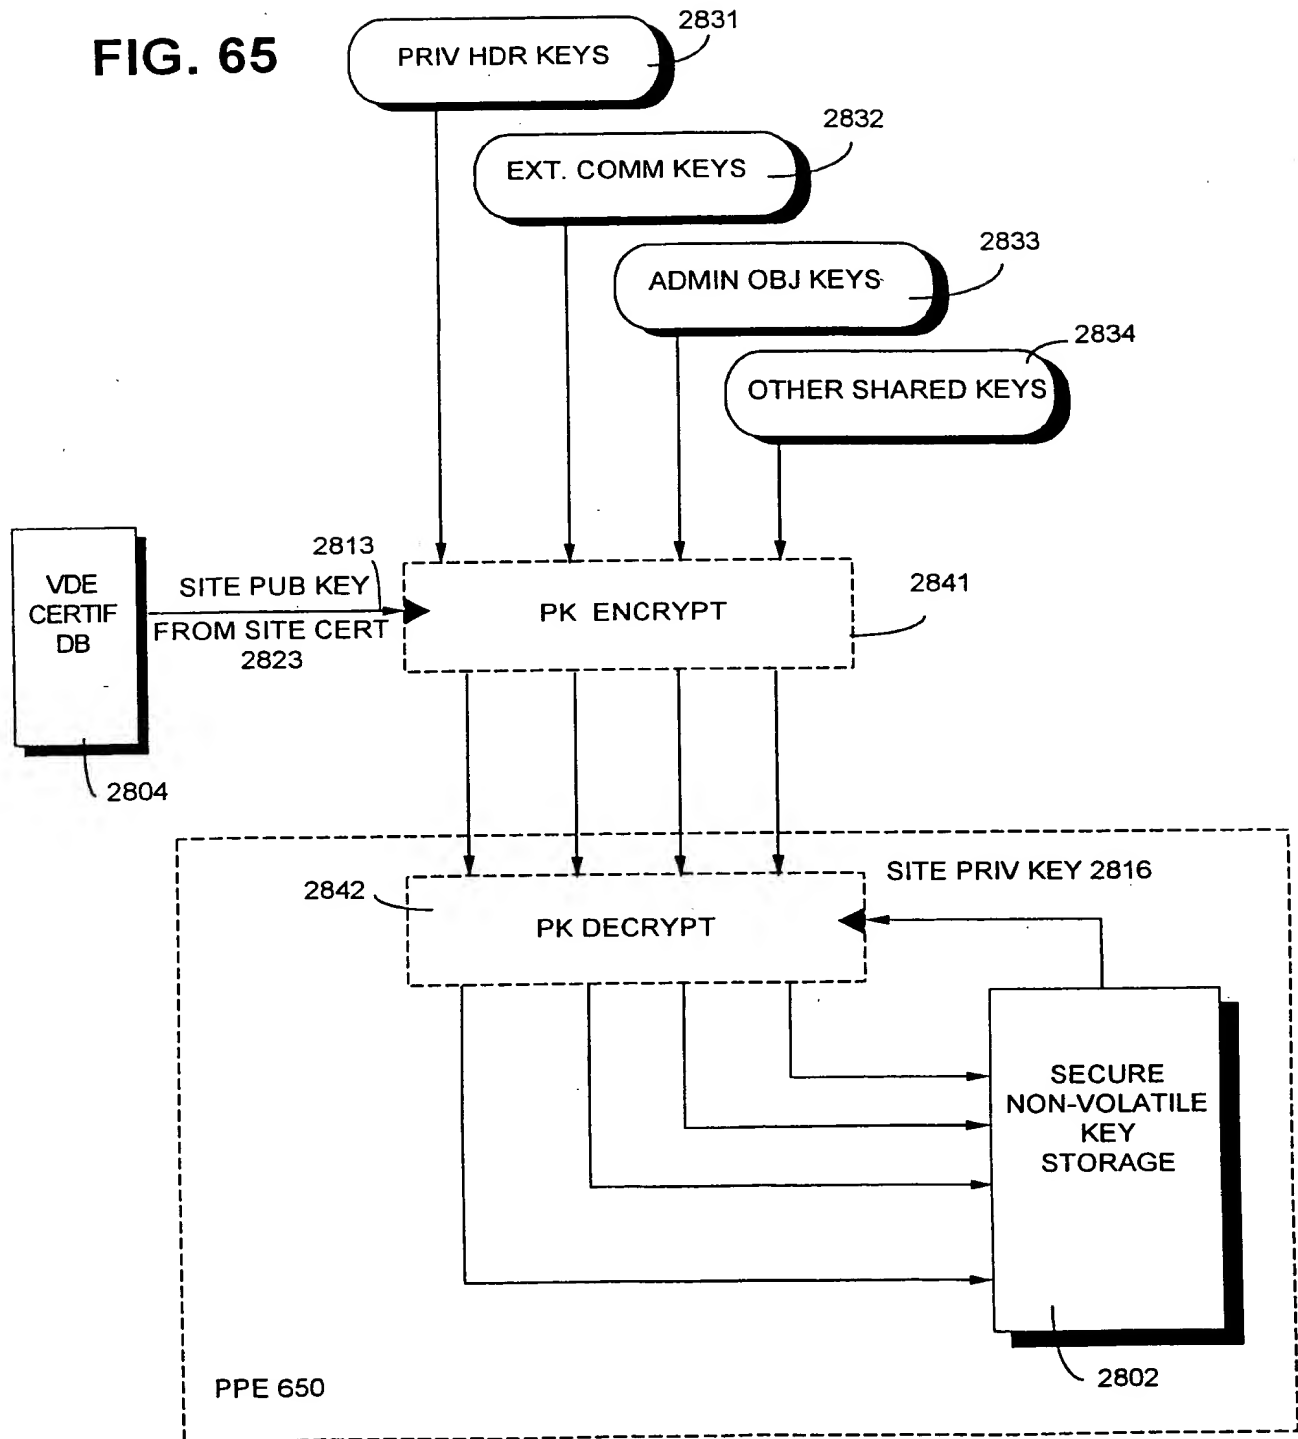 FIG. 65
2831
PRIV HDR KEYS
2832
EXT. COMM KEYS
2833
ADMIN OBJ KEYS
2834
OTHER SHARED KEYS
VDE
CERTIF
DB
2804
2813
SITE PUB KEY
FROM SITE CERT
2823
PK ENCRYPT
2841
2842
PK DECRYPT
SITE PRIV KEY 2816
SECURE
NON-VOLATILE
KEY
STORAGE
2802
PPE 650